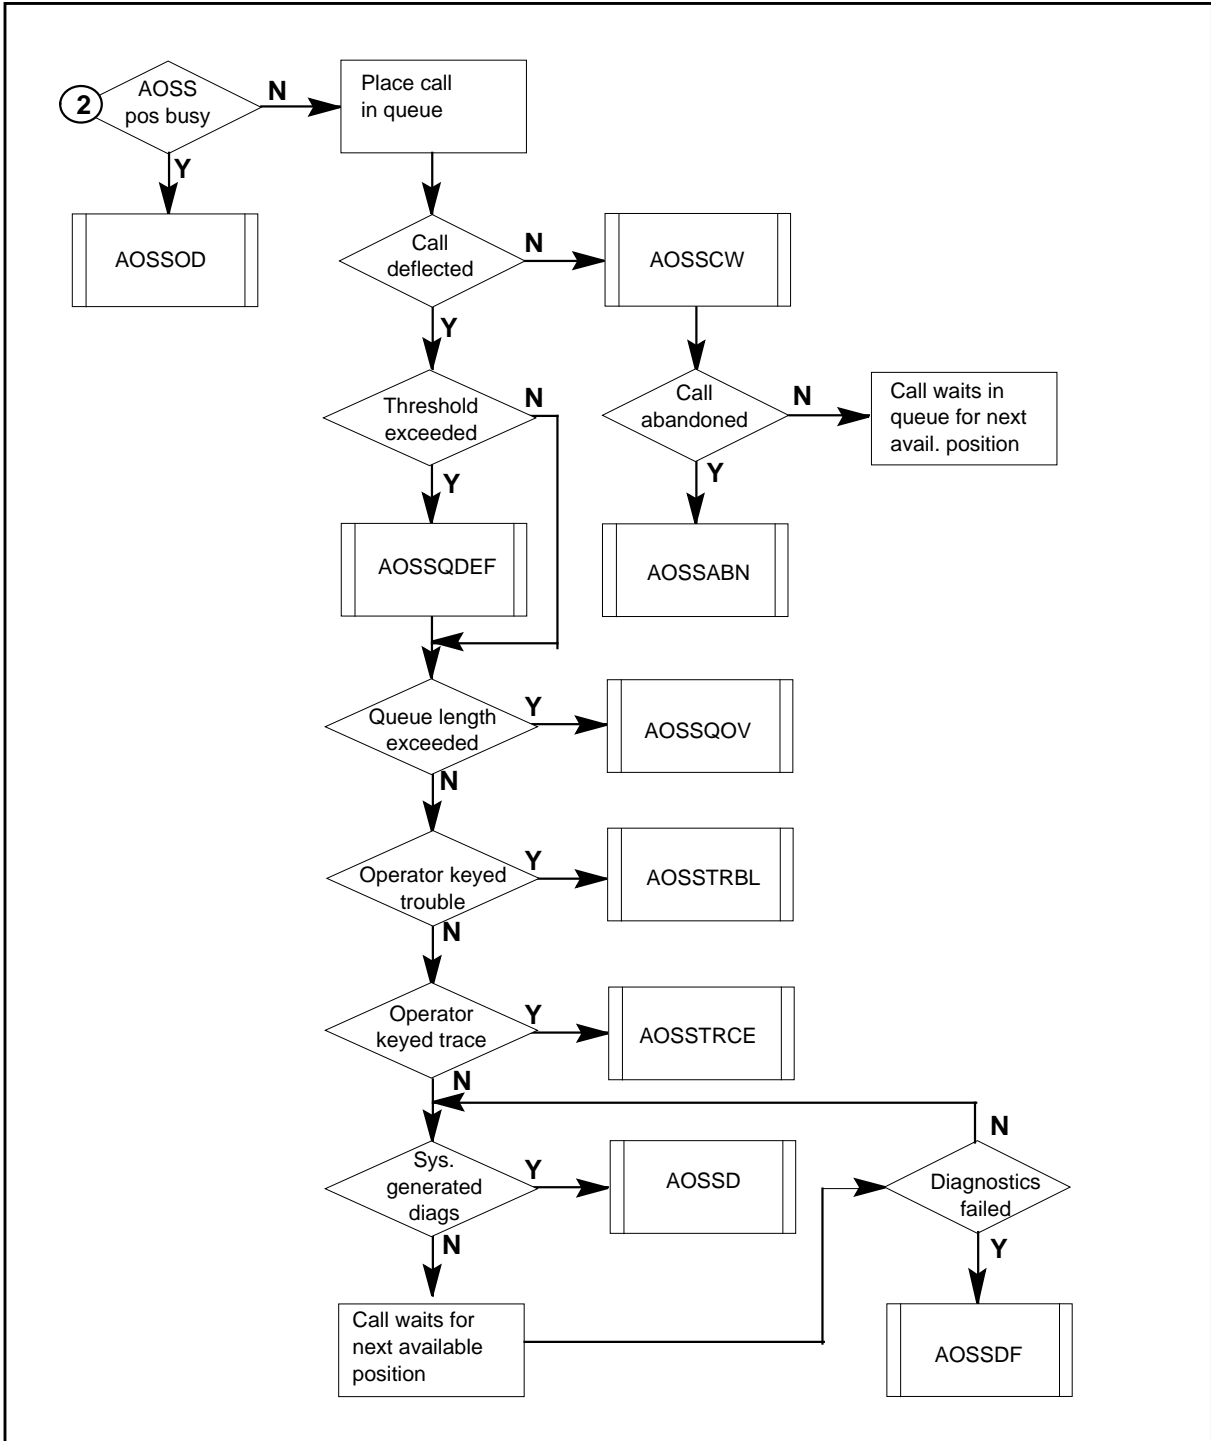 2
AOSS
pos busy
N
Place call
in queue
Y
AOSSOD
Call
deflected
N
AOSSCW
Y
Threshold
exceeded
N
Call
abandoned
N
Call waits in
queue for next
avail. position
Y
Y
AOSSQDEF
AOSSABN
Queue length
exceeded
Y
AOSSQOV
N
Operator keyed
trouble
Y
AOSSTRBL
N
Operator
keyed trace
Y
AOSSTRCE
N
N
Sys.
generated
diags
Y
AOSSD
Diagnostics
failed
N
Y
Call waits for
next available
position
AOSSDF